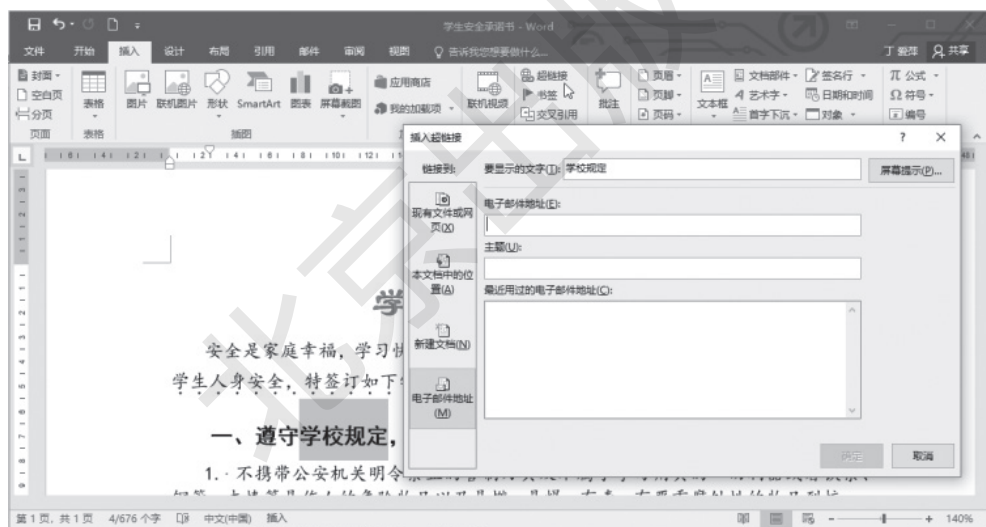 学生安全承诺书 - Word
文件 开始 插入 设计 布局 引用 邮件 审阅 视图 告诉我您想要做什么... 丁爱萍 共享
封面 表格 图片 联机图片 形状 SmartArt 图表 屏幕截图 应用商店 联机视频 超链接 批注 页眉 文本框 文档部件 签名行 公式
空白页 我的加载项 书签 页脚 艺术字 日期和时间 符号
分页 交叉引用 页码 首字下沉 对象 编号
页面 表格 插图
插入超链接 ? ×
链接到: 要显示的文字(T): 学校规定 屏幕提示(P)...
现有文件或网页(X)
电子邮件地址(E):
主题(U):
本文档中的位置(A)
最近用过的电子邮件地址(C):
新建文档(N)
电子邮件地址(M)
确定 取消
学
安全是家庭幸福，学习快
学生人身安全，特签订如下
一、遵守学校规定，
1. 不携带公安机关明令
第1页，共1页 4/676 个字 中文(中国) 插入 140%
北京出版